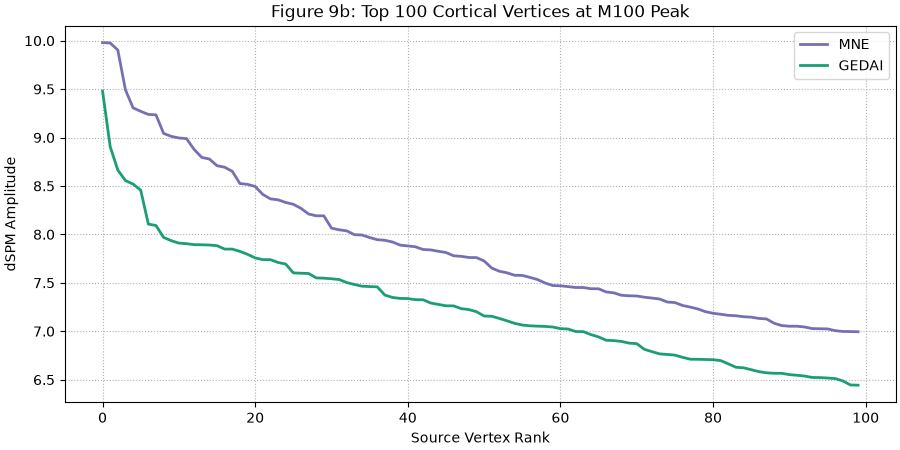 Figure 9b: Top 100 Cortical Vertices at M100 Peak
MNE
GEDAI
dSPM Amplitude
10.0
9.5
9.0
8.5
8.0
7.5
7.0
6.5
0 20 40 60 80 100
Source Vertex Rank